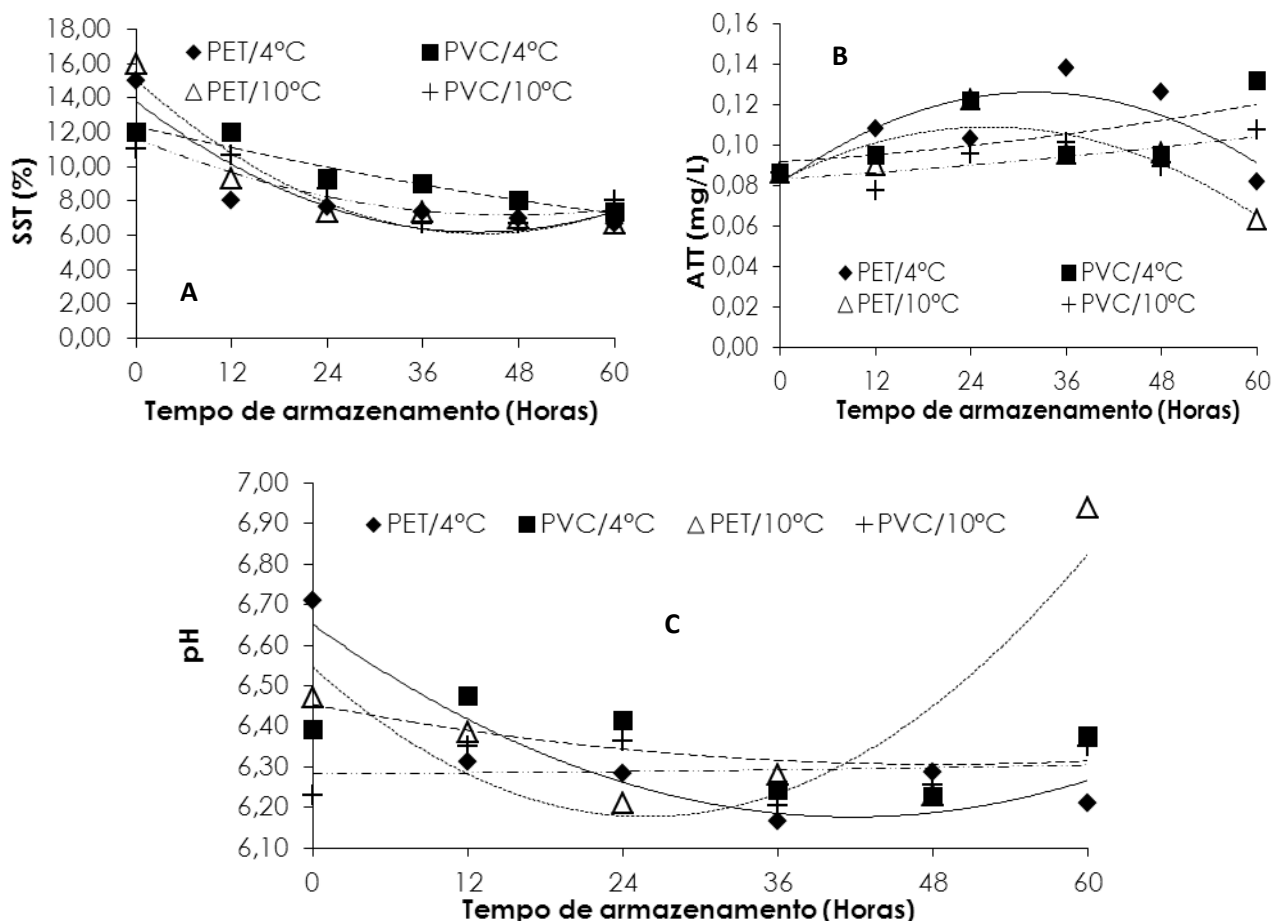 SST (%)
18,00
16,00
14,00
12,00
10,00
8,00
6,00
4,00
2,00
0,00
PET/4ºC
PVC/4ºC
PET/10ºC
PVC/10ºC
A
0 12 24 36 48 60
Tempo de armazenamento (Horas)
ATT (mg/L)
0,16
0,14
0,12
0,10
0,08
0,06
0,04
0,02
0,00
B
PET/4ºC
PVC/4ºC
PET/10ºC
PVC/10ºC
0 12 24 36 48 60
Tempo de armazenamento (Horas)
pH
7,00
6,90
6,80
6,70
6,60
6,50
6,40
6,30
6,20
6,10
PET/4ºC PVC/4ºC PET/10ºC PVC/10ºC
C
0 12 24 36 48 60
Tempo de armazenamento (Horas)